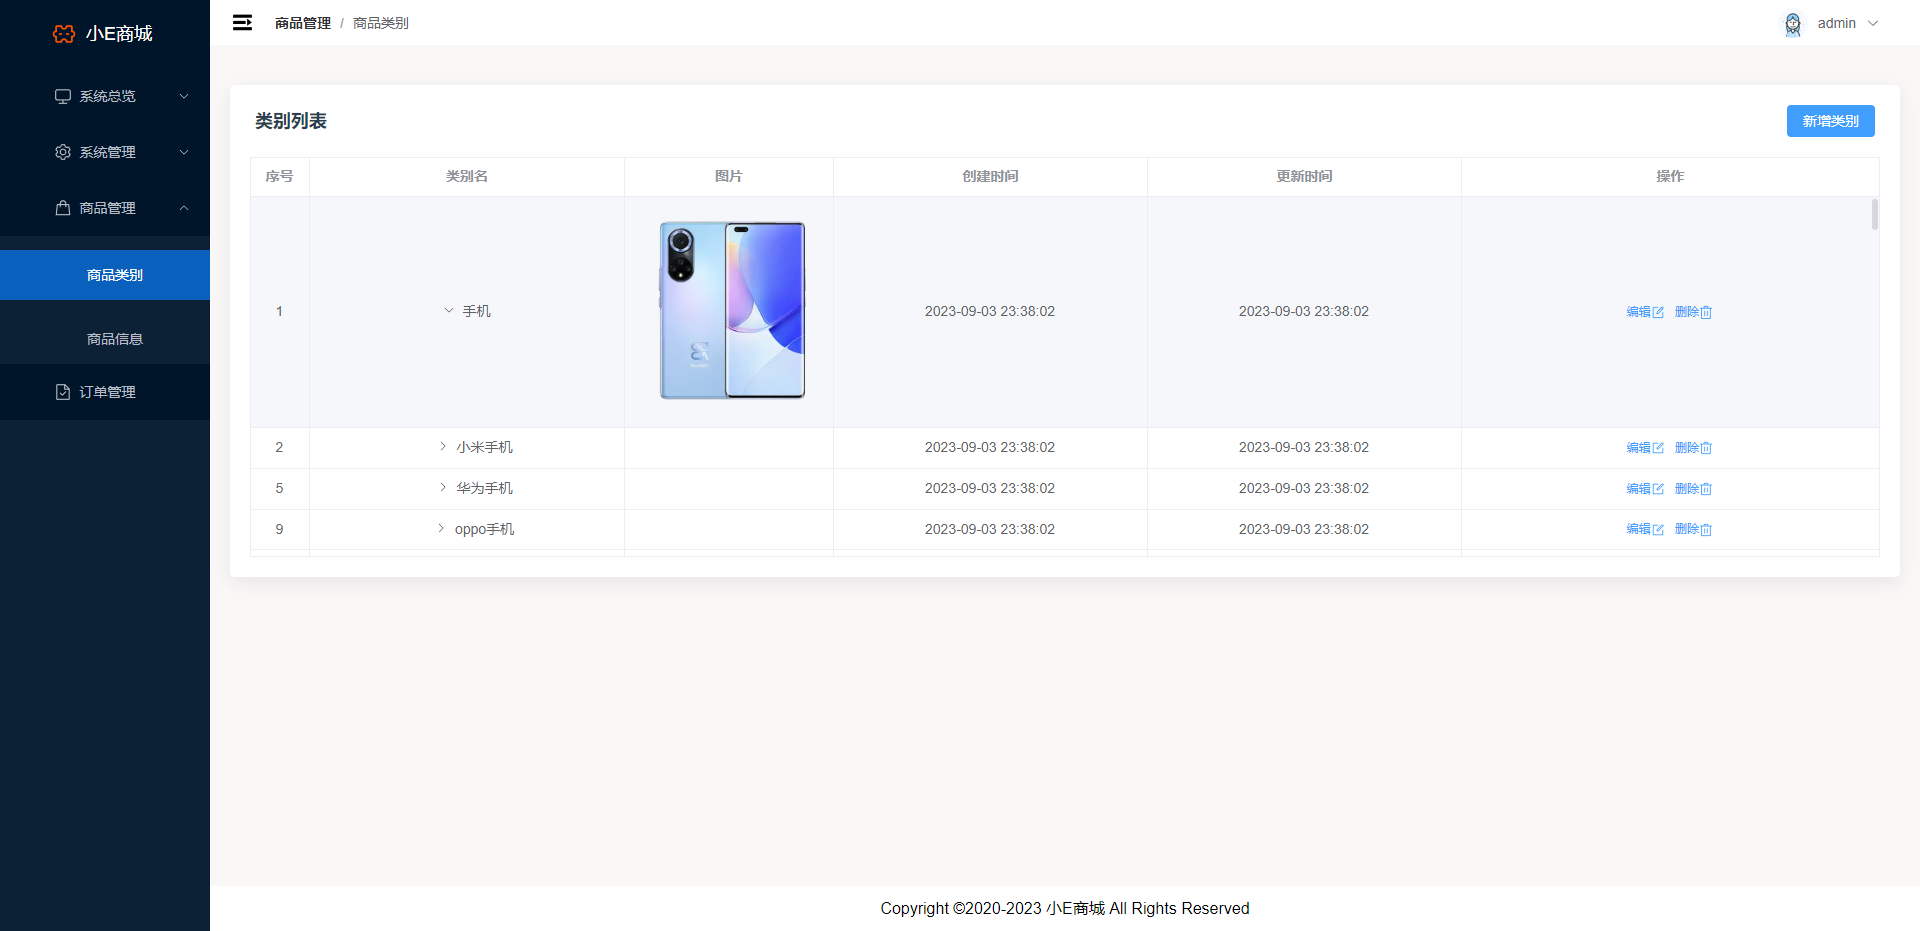 小E商城
系统总览
系统管理
商品管理
商品类别
商品信息
订单管理
商品管理 / 商品类别
admin
类别列表
新增类别
序号 类别名 图片 创建时间 更新时间 操作
1 手机 2023-09-03 23:38:02 2023-09-03 23:38:02 编辑 删除
2 小米手机 2023-09-03 23:38:02 2023-09-03 23:38:02 编辑 删除
5 华为手机 2023-09-03 23:38:02 2023-09-03 23:38:02 编辑 删除
9 oppo手机 2023-09-03 23:38:02 2023-09-03 23:38:02 编辑 删除
Copyright ©2020-2023 小E商城 All Rights Reserved